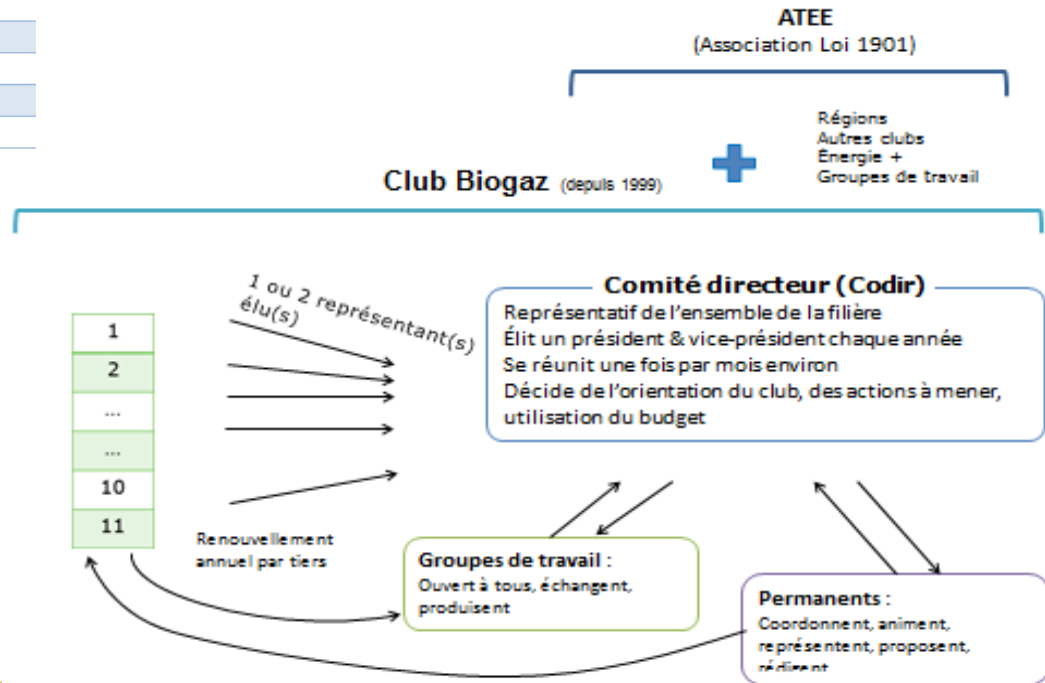 ATEE
(Association Loi 1901)
Régions
Autres clubs
Énergie +
Groupes de travail
Club Biogaz (depuis 1999)
1 ou 2 représentant(s)
élu(s)
1
2
...
...
10
11
Renouvellement
annuel par tiers
Comité directeur (Codir)
Représentatif de l'ensemble de la filière
Élit un président & vice-président chaque année
Se réunit une fois par mois environ
Décide de l'orientation du club, des actions à mener,
utilisation du budget
Groupes de travail :
Ouvert à tous, échangent,
produisent
Permanents :
Coordonnent, animent,
représentent, proposent,
rédigent